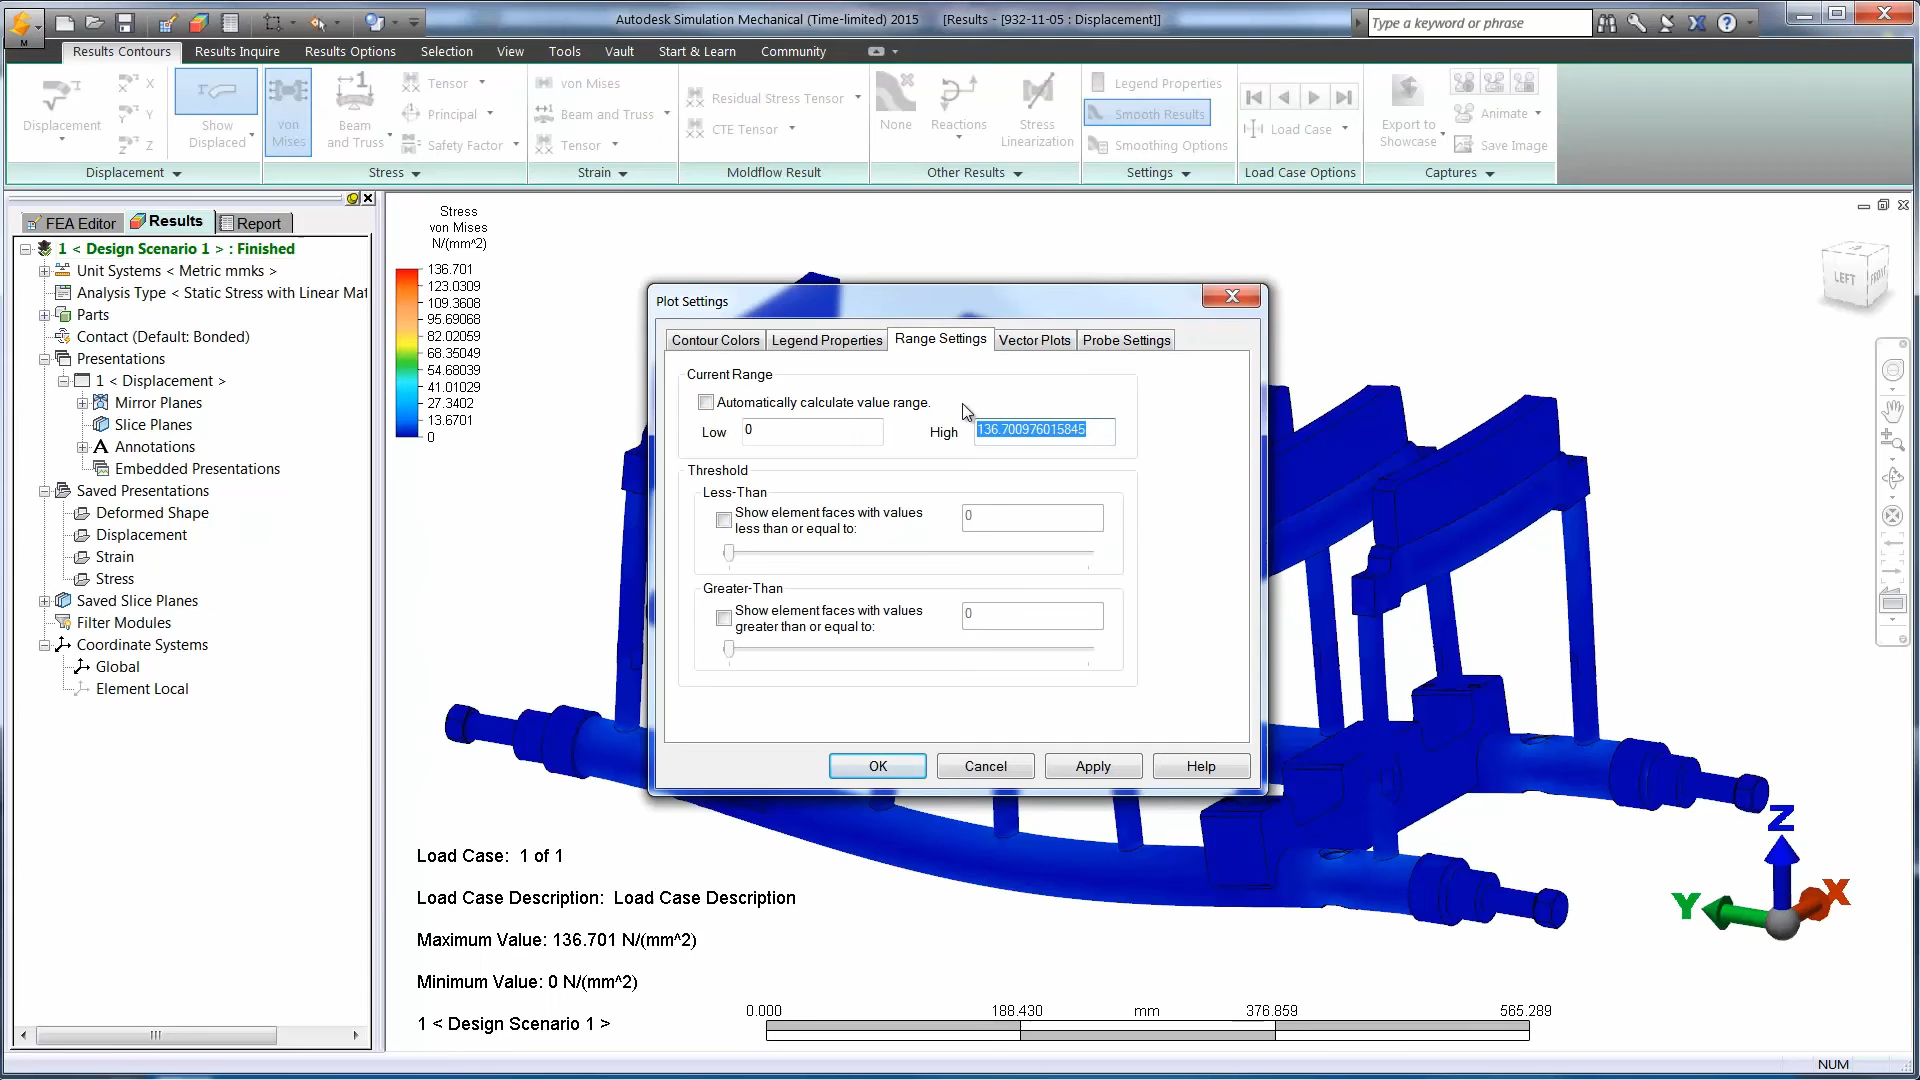 Autodesk Simulation Mechanical (Time-limited) 2015 [Results - [932-11-05 : Displacement]]
Type a keyword or phrase
M
Results Contours
Results Inquire
Results Options
Selection
View
Tools
Vault
Start & Learn
Community
Displacement
X
Y
Z
Show
Displaced
von
Mises
Beam
and Truss
Tensor
Principal
Safety Factor
von Mises
Beam and Truss
Tensor
Residual Stress Tensor
CTE Tensor
None
Reactions
Stress
Linearization
Legend Properties
Smooth Results
Smoothing Options
Load Case
Export to
Showcase
Animate
Save Image
Displacement
Stress
Strain
Moldflow Result
Other Results
Settings
Load Case Options
Captures
FEA Editor
Results
Report
1 < Design Scenario 1 > : Finished
Unit Systems < Metric mmks >
Analysis Type < Static Stress with Linear Mat
Parts
Contact (Default: Bonded)
Presentations
1 < Displacement >
Mirror Planes
Slice Planes
Annotations
Embedded Presentations
Saved Presentations
Deformed Shape
Displacement
Strain
Stress
Saved Slice Planes
Filter Modules
Coordinate Systems
Global
Element Local
Stress
von Mises
N/(mm^2)
136.701
123.0309
109.3608
95.69068
82.02059
68.35049
54.68039
41.01029
27.3402
13.6701
0
LEFT
FRONT
Plot Settings
Contour Colors
Legend Properties
Range Settings
Vector Plots
Probe Settings
Current Range
Automatically calculate value range.
Low
0
High
136.700976015845
Threshold
Less-Than
Show element faces with values
less than or equal to:
0
Greater-Than
Show element faces with values
greater than or equal to:
0
OK
Cancel
Apply
Help
Load Case: 1 of 1
Load Case Description: Load Case Description
Maximum Value: 136.701 N/(mm^2)
Minimum Value: 0 N/(mm^2)
1 < Design Scenario 1 >
0.000
188.430
mm
376.859
565.289
Z
Y
X
NUM